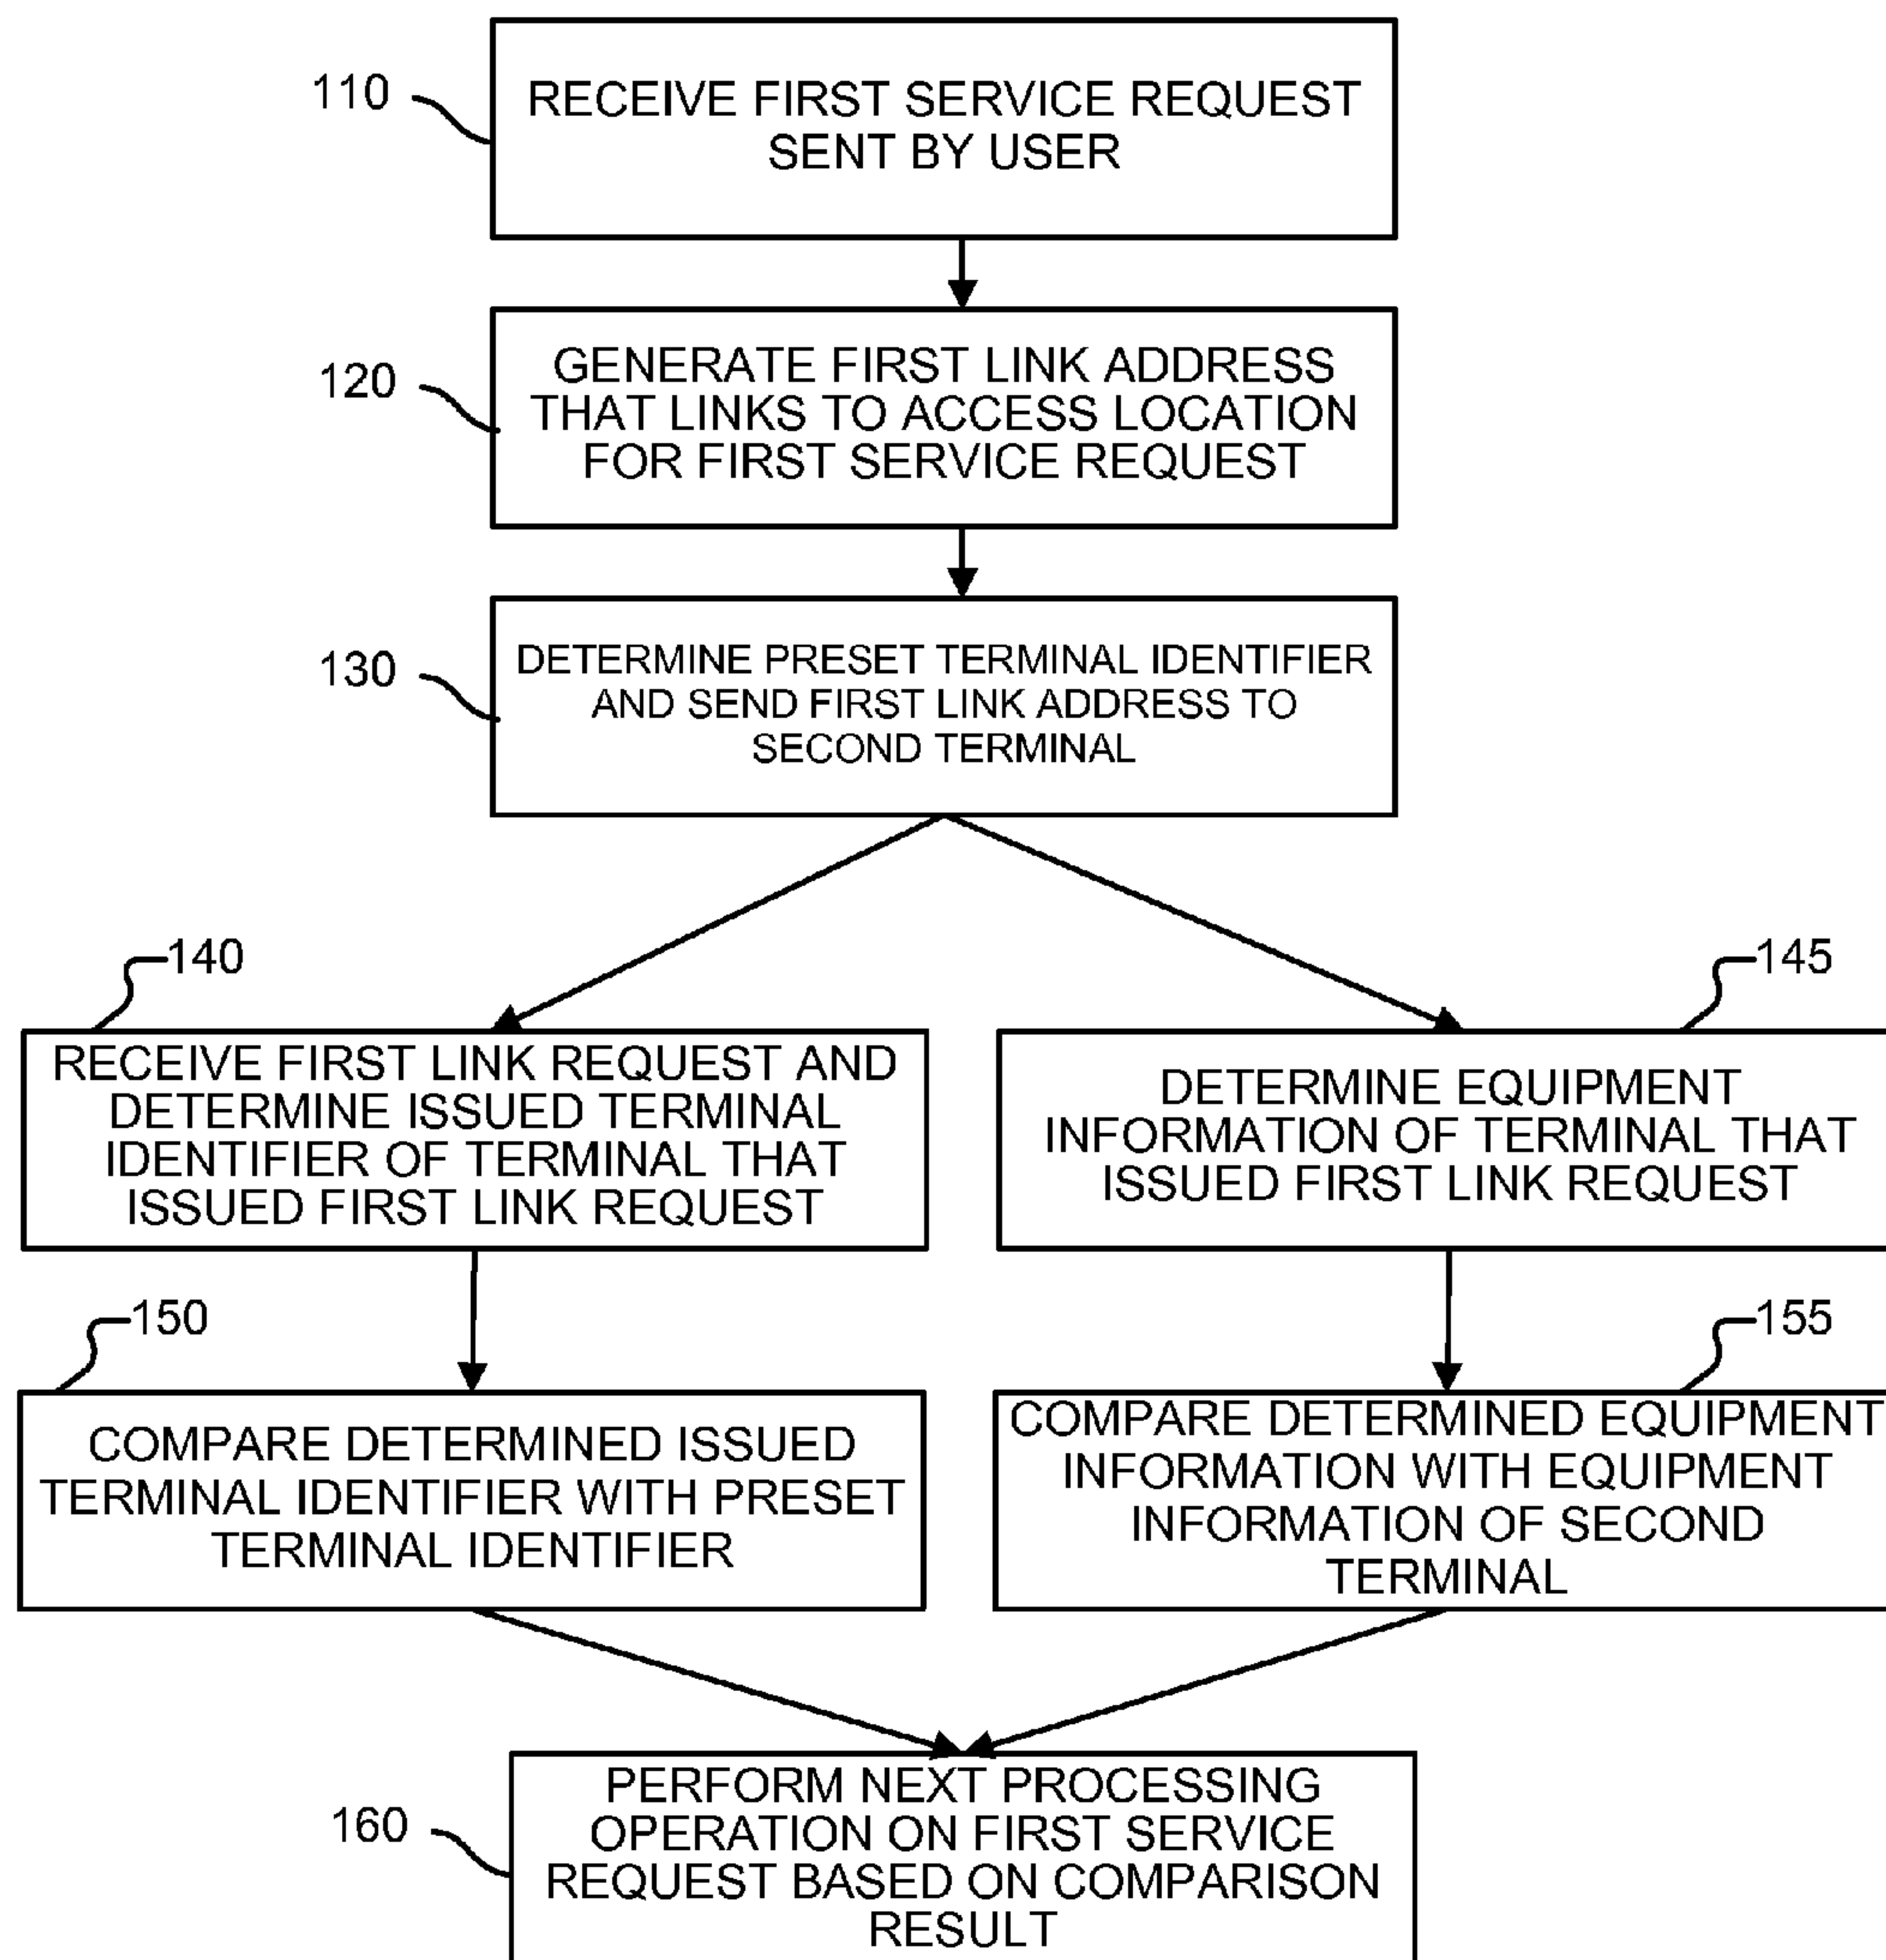 110
RECEIVE FIRST SERVICE REQUEST
SENT BY USER
120
GENERATE FIRST LINK ADDRESS
THAT LINKS TO ACCESS LOCATION
FOR FIRST SERVICE REQUEST
130
DETERMINE PRESET TERMINAL IDENTIFIER
AND SEND FIRST LINK ADDRESS TO
SECOND TERMINAL
140
RECEIVE FIRST LINK REQUEST AND
DETERMINE ISSUED TERMINAL
IDENTIFIER OF TERMINAL THAT
ISSUED FIRST LINK REQUEST
145
DETERMINE EQUIPMENT
INFORMATION OF TERMINAL THAT
ISSUED FIRST LINK REQUEST
150
COMPARE DETERMINED ISSUED
TERMINAL IDENTIFIER WITH PRESET
TERMINAL IDENTIFIER
155
COMPARE DETERMINED EQUIPMENT
INFORMATION WITH EQUIPMENT
INFORMATION OF SECOND
TERMINAL
160
PERFORM NEXT PROCESSING
OPERATION ON FIRST SERVICE
REQUEST BASED ON COMPARISON
RESULT